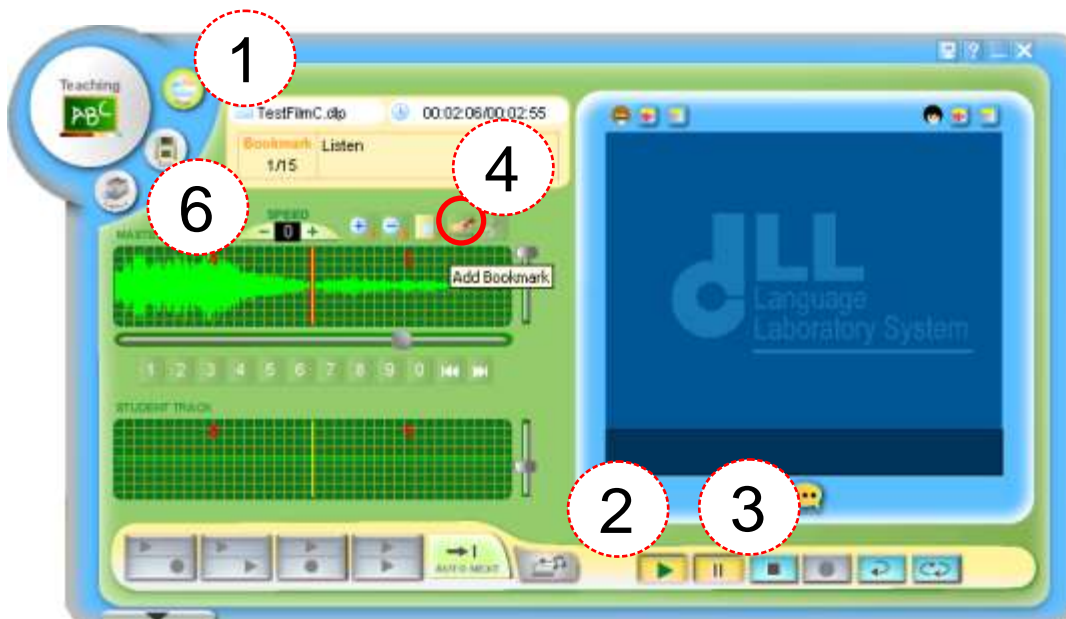 1
Teaching
ABC
TestFilmC.dlp 00:02:06/00:02:55
Bookmark Listen
1/15
4
6
SPEED
- 0 +
Add Bookmark
dLL
Language
Laboratory System
1 2 3 4 5 6 7 8 9 0
STUDENT TRACK
2
3
AUTO NEXT